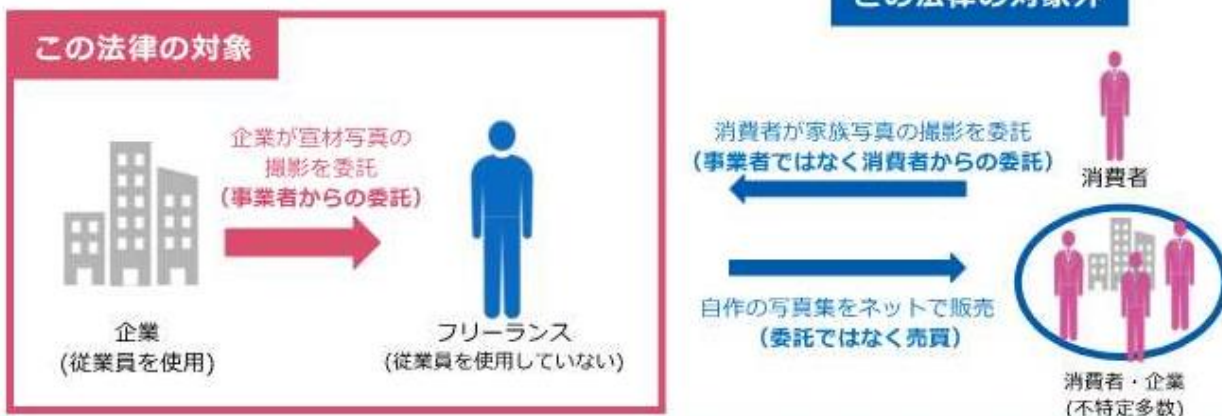 この法律の対象
企業が宣材写真の
撮影を委託
(事業者からの委託)
企業
(従業員を使用)
フリーランス
(従業員を使用していない)
この法律の対象外
消費者が家族写真の撮影を委託
(事業者ではなく消費者からの委託)
消費者
自作の写真集をネットで販売
(委託ではなく売買)
消費者・企業
(不特定多数)